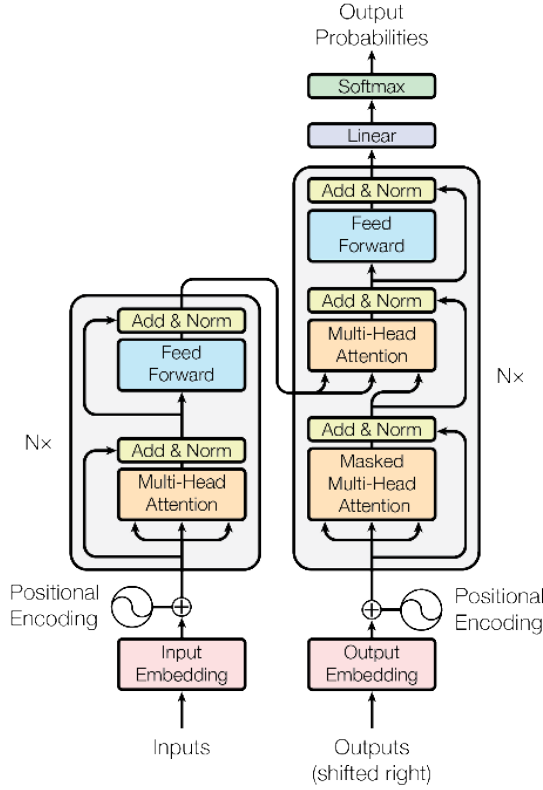 Output
Probabilities
Softmax
Linear
Add & Norm
Feed
Forward
Add & Norm
Multi-Head
Attention
Add & Norm
Masked
Multi-Head
Attention
N×
Add & Norm
Feed
Forward
Add & Norm
Multi-Head
Attention
N×
Positional
Encoding
Positional
Encoding
Input
Embedding
Output
Embedding
Inputs
Outputs
(shifted right)